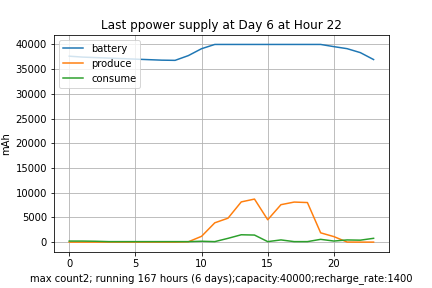 Last ppower supply at Day 6 at Hour 22
battery
produce
consume
mAh
40000
35000
30000
25000
20000
15000
10000
5000
0
0 5 10 15 20
max count2; running 167 hours (6 days);capacity:40000;recharge_rate:1400